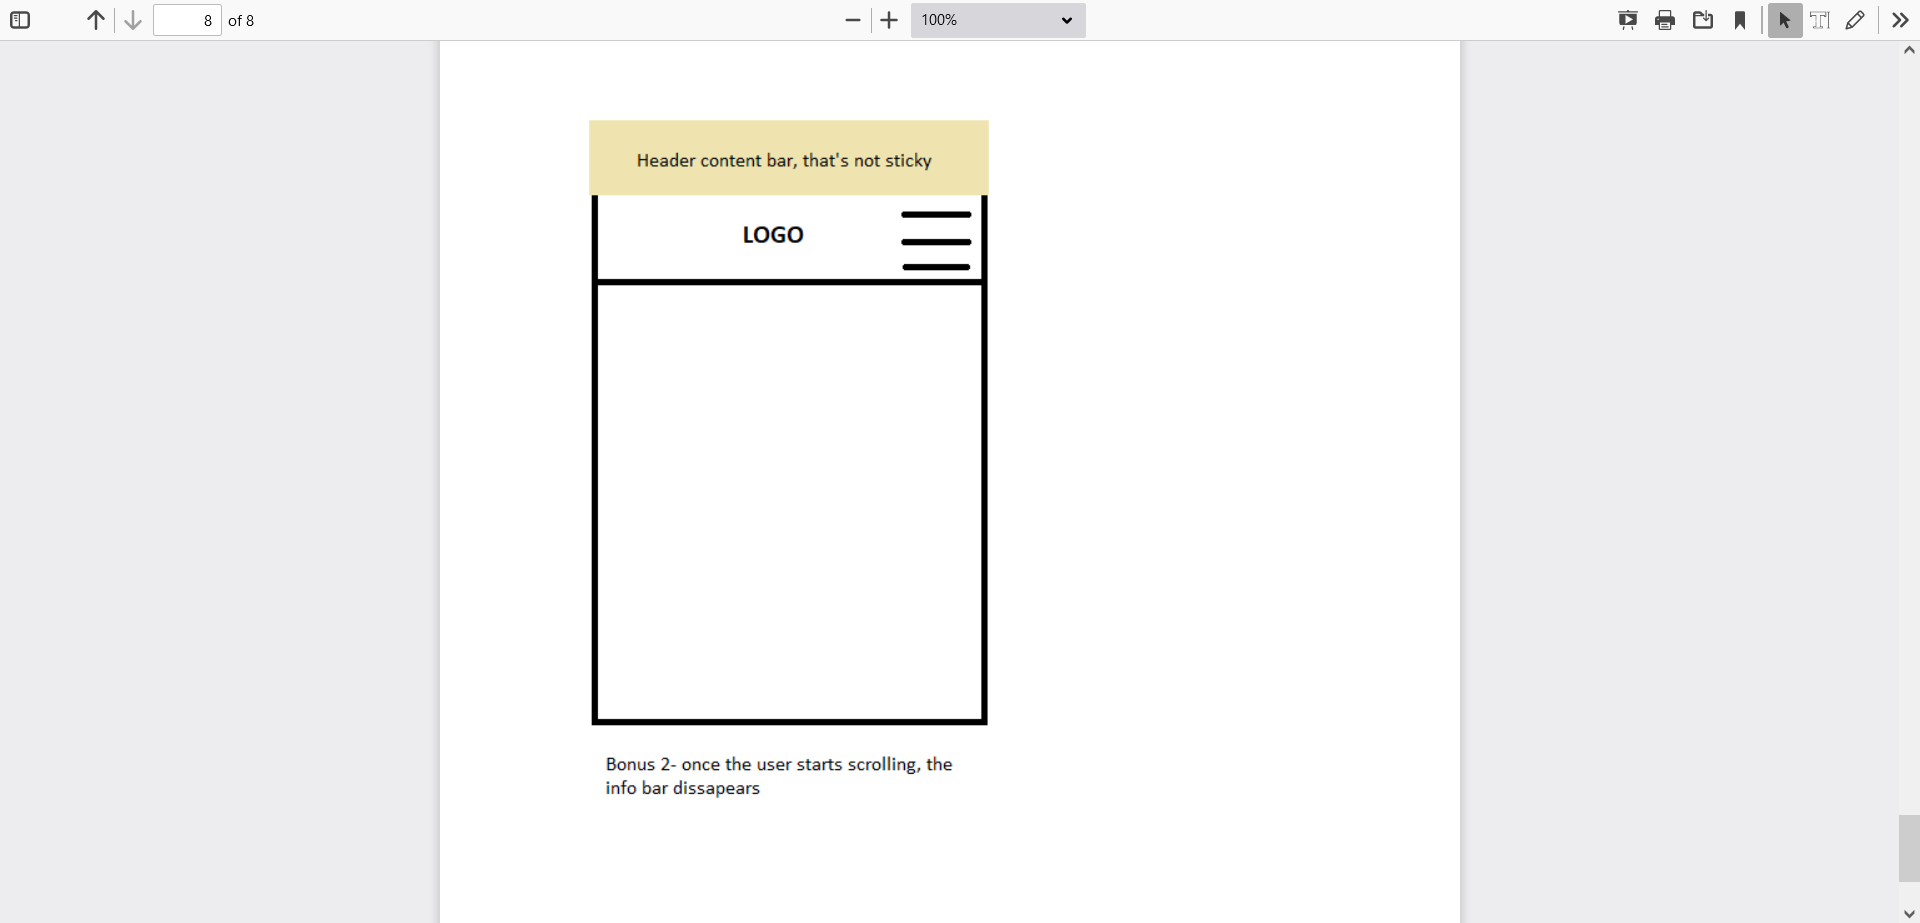 8 of 8
100%
Header content bar, that's not sticky
LOGO
Bonus 2- once the user starts scrolling, the
info bar dissapears